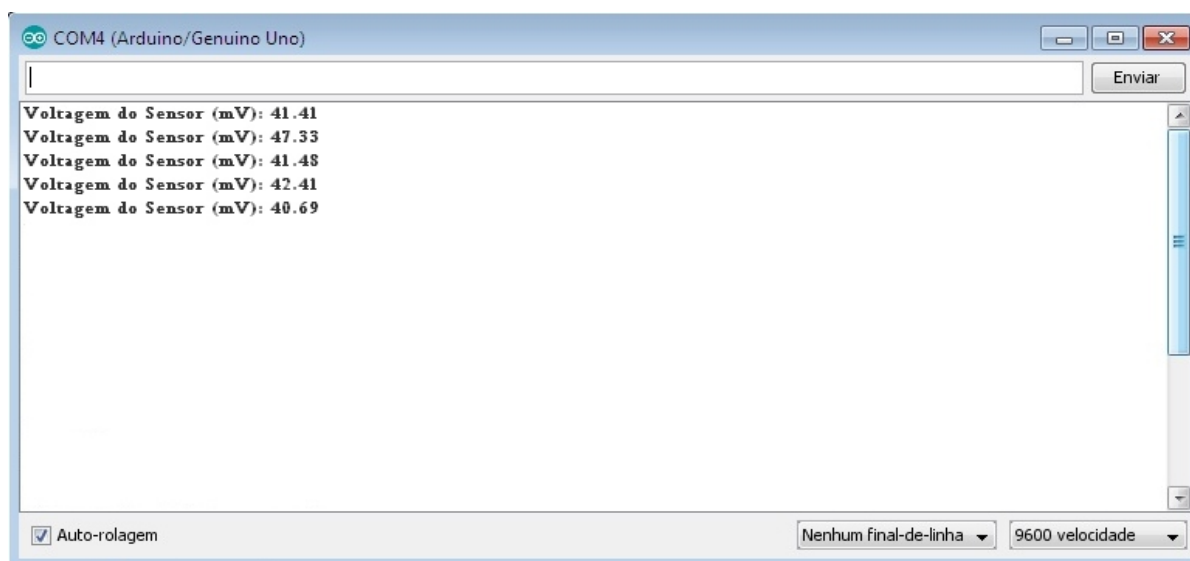 COM4 (Arduino/Genuino Uno)
Enviar
Voltagem do Sensor (mV): 41.41
Voltagem do Sensor (mV): 47.33
Voltagem do Sensor (mV): 41.48
Voltagem do Sensor (mV): 42.41
Voltagem do Sensor (mV): 40.69
Auto-rolagem
Nenhum final-de-linha
9600 velocidade